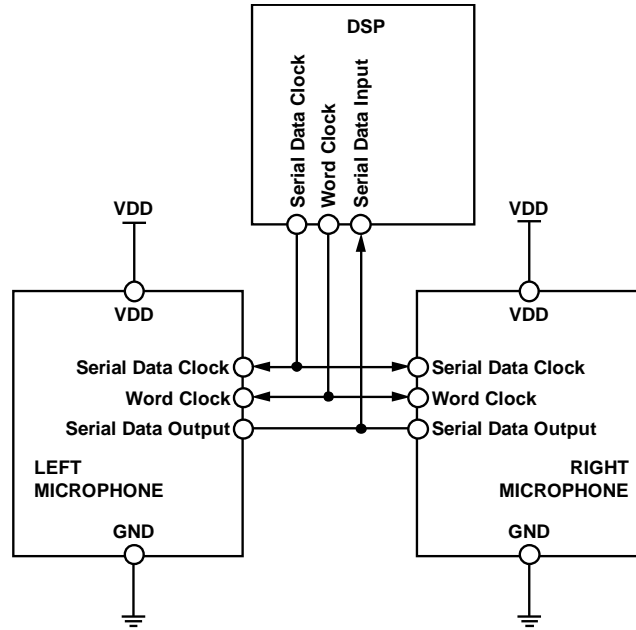 DSP
Serial Data Clock
Word Clock
Serial Data Input
VDD
VDD
VDD
VDD
Serial Data Clock
Serial Data Clock
Word Clock
Word Clock
Serial Data Output
Serial Data Output
LEFT
MICROPHONE
RIGHT
MICROPHONE
GND
GND